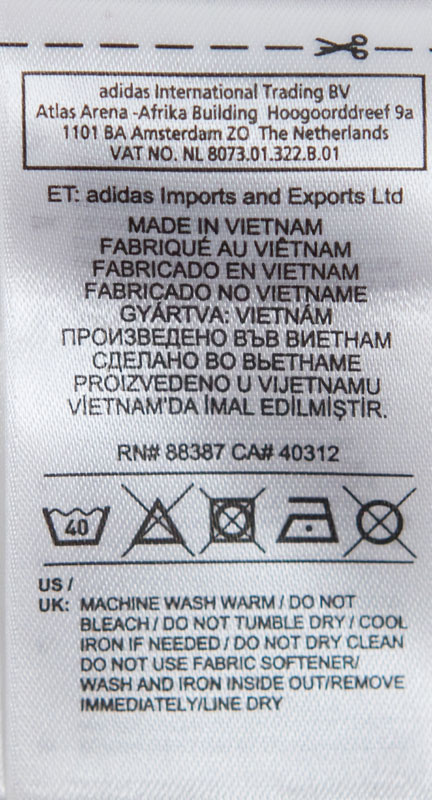 adidas International Trading BV
Atlas Arena -Afrika Building Hoogoorddreef 9a
1101 BA Amsterdam ZO The Netherlands
VAT NO. NL 8073.01.322.B.01
ET: adidas Imports and Exports Ltd
MADE IN VIETNAM
FABRIQUÉ AU VIÊTNAM
FABRICADO EN VIETNAM
FABRICADO NO VIETNAME
GYÁRTVA: VIETNÁM
ПРОИЗВЕДЕНО ВЪВ ВИЕТНАМ
СДЕЛАНО ВО ВЬЕТНАМЕ
PROIZVEDENO U VIJETNAMU
VİETNAM'DA İMAL EDİLMİŞTİR.
RN# 88387 CA# 40312
40
US /
UK: MACHINE WASH WARM / DO NOT
BLEACH / DO NOT TUMBLE DRY / COOL
IRON IF NEEDED / DO NOT DRY CLEAN
DO NOT USE FABRIC SOFTENER/
WASH AND IRON INSIDE OUT/REMOVE
IMMEDIATELY/LINE DRY